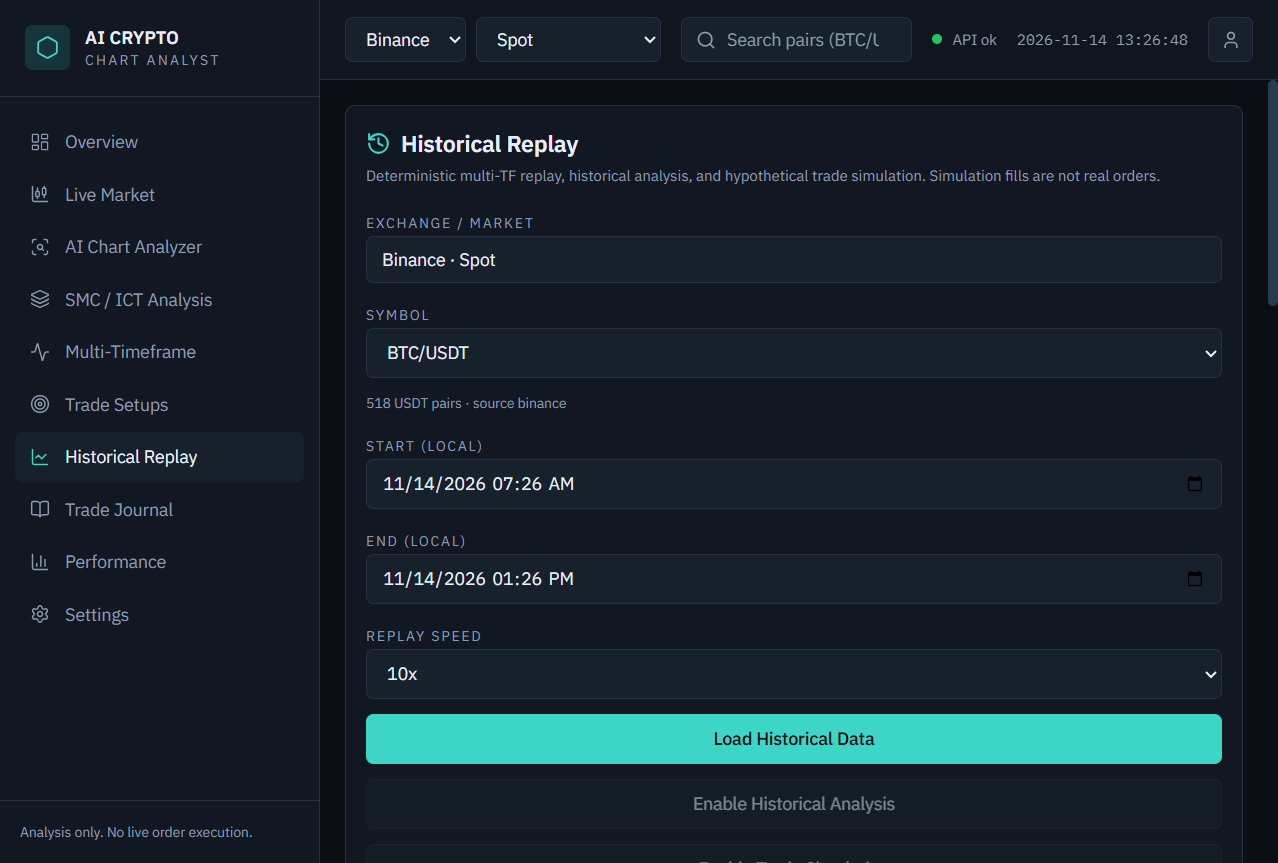 AI CRYPTO
CHART ANALYST
Overview
Live Market
AI Chart Analyzer
SMC / ICT Analysis
Multi-Timeframe
Trade Setups
Historical Replay
Trade Journal
Performance
Settings
Analysis only. No live order execution.
Binance
Spot
Search pairs (BTC/U
API ok
2026-11-14 13:26:48
Historical Replay
Deterministic multi-TF replay, historical analysis, and hypothetical trade simulation. Simulation fills are not real orders.
EXCHANGE / MARKET
Binance · Spot
SYMBOL
BTC/USDT
518 USDT pairs · source binance
START (LOCAL)
11/14/2026 07:26 AM
END (LOCAL)
11/14/2026 01:26 PM
REPLAY SPEED
10x
Load Historical Data
Enable Historical Analysis